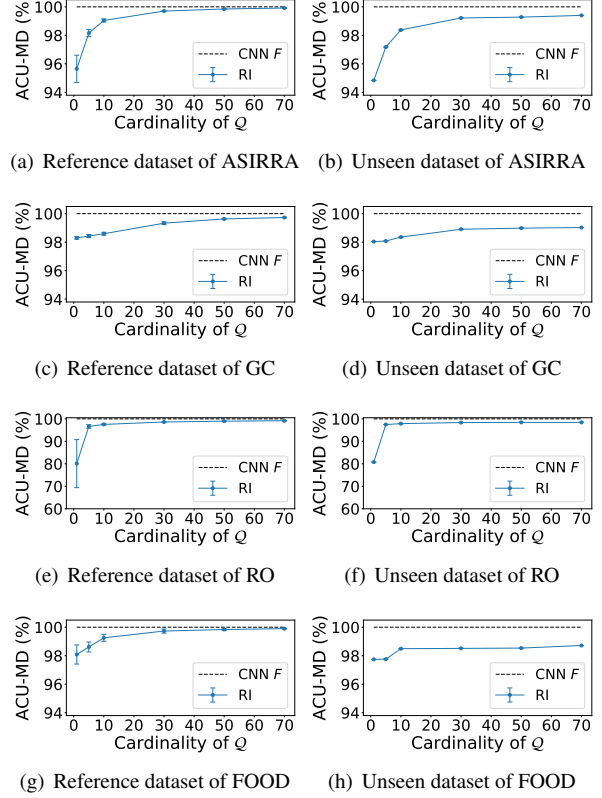 ACU-MD (%)
100
98
96
94
0 10 20 30 40 50 60 70
Cardinality of Q
CNN F
RI
ACU-MD (%)
100
98
96
94
0 10 20 30 40 50 60 70
Cardinality of Q
CNN F
RI
(a) Reference dataset of ASIRRA (b) Unseen dataset of ASIRRA
ACU-MD (%)
100
98
96
94
0 10 20 30 40 50 60 70
Cardinality of Q
CNN F
RI
ACU-MD (%)
100
98
96
94
0 10 20 30 40 50 60 70
Cardinality of Q
CNN F
RI
(c) Reference dataset of GC (d) Unseen dataset of GC
ACU-MD (%)
100
90
80
70
60
0 10 20 30 40 50 60 70
Cardinality of Q
CNN F
RI
ACU-MD (%)
100
90
80
70
60
0 10 20 30 40 50 60 70
Cardinality of Q
CNN F
RI
(e) Reference dataset of RO (f) Unseen dataset of RO
ACU-MD (%)
100
98
96
94
0 10 20 30 40 50 60 70
Cardinality of Q
CNN F
RI
ACU-MD (%)
100
98
96
94
0 10 20 30 40 50 60 70
Cardinality of Q
CNN F
RI
(g) Reference dataset of FOOD (h) Unseen dataset of FOOD